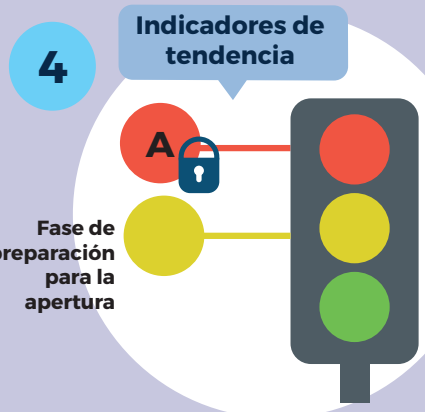 4
Indicadores de
tendencia
A
Fase de
preparación
para la
apertura